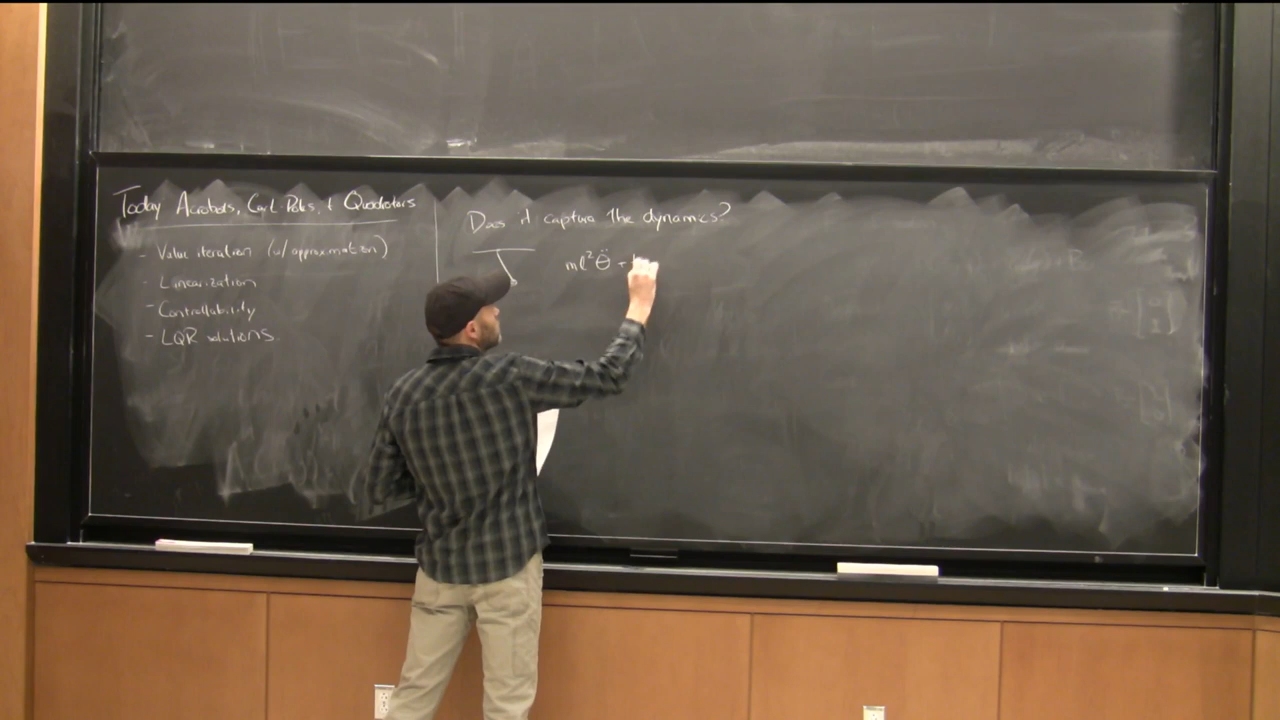 Today Acrobots, Cart-Poles, + Quadrotors
- Value iteration (w/ approximation)
- Linearization
- Controllability
- LQR solutions.
Does it capture the dynamics?
ml²θ̈ +